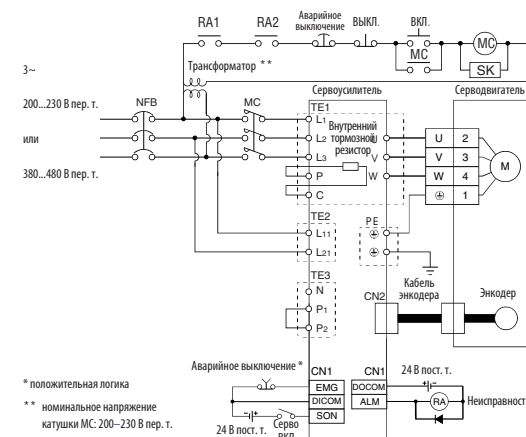 RA1 RA2 Аварийное выключение ВЫКЛ. ВКЛ.
MC
MC
SK
3~
Трансформатор **
200...230 В пер. т.
NFB
MC
Сервоусилитель
Серводвигатель
или
380...480 В пер. т.
TE1
L1
L2
L3
P
C
Внутренний
тормозной
резистор
U
V
W
U 2
V 3
W 4
1
M
TE2
L11
L21
PE
TE3
N
P1
P2
CN2
Кабель
энкодера
Энкодер
Аварийное выключение *
CN1
EMG
DICOM
SON
CN1
DOCOM
ALM
24 В пост. т.
RA
Неисправност
24 В пост. т.
Серво
вкл.
* положительная логика
** номинальное напряжение
катушки МС: 200–230 В пер. т.